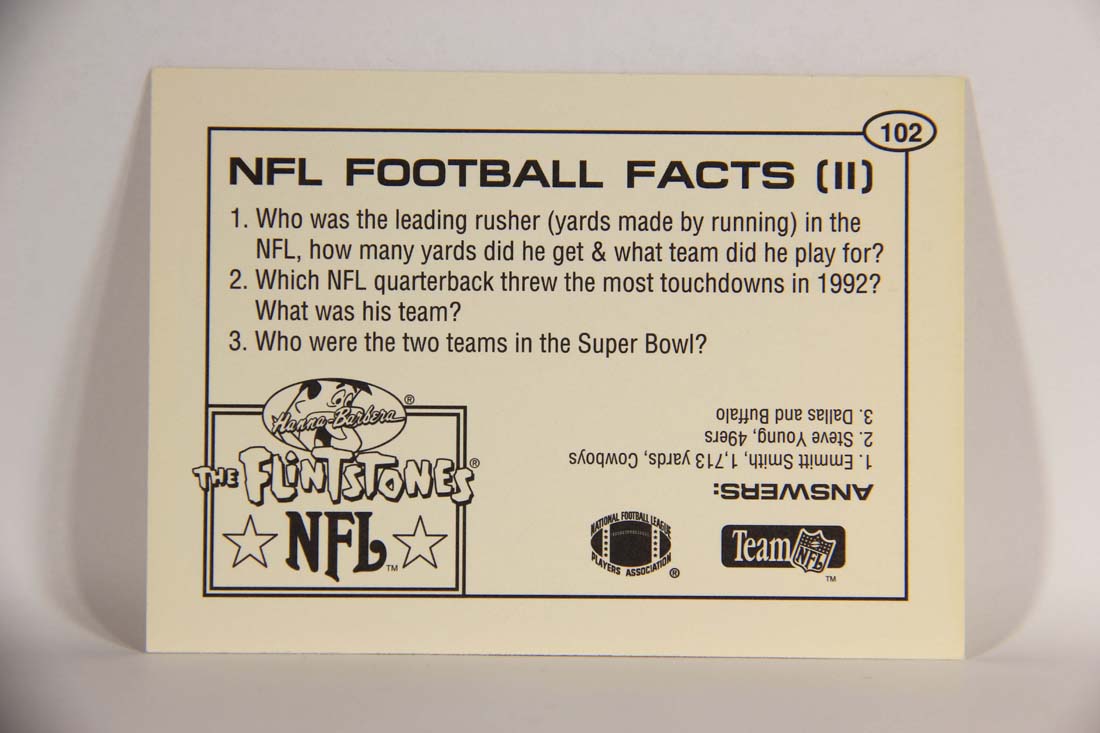 102
NFL FOOTBALL FACTS (II)
1. Who was the leading rusher (yards made by running) in the
NFL, how many yards did he get & what team did he play for?
2. Which NFL quarterback threw the most touchdowns in 1992?
What was his team?
3. Who were the two teams in the Super Bowl?
Hanna-Barbera ®
THE FLINTSTONES ®
NFL ™
ANSWERS:
1. Emmitt Smith, 1,713 yards, Cowboys
2. Steve Young, 49ers
3. Dallas and Buffalo
NATIONAL FOOTBALL LEAGUE
PLAYERS ASSOCIATION ®
Team NFL ™